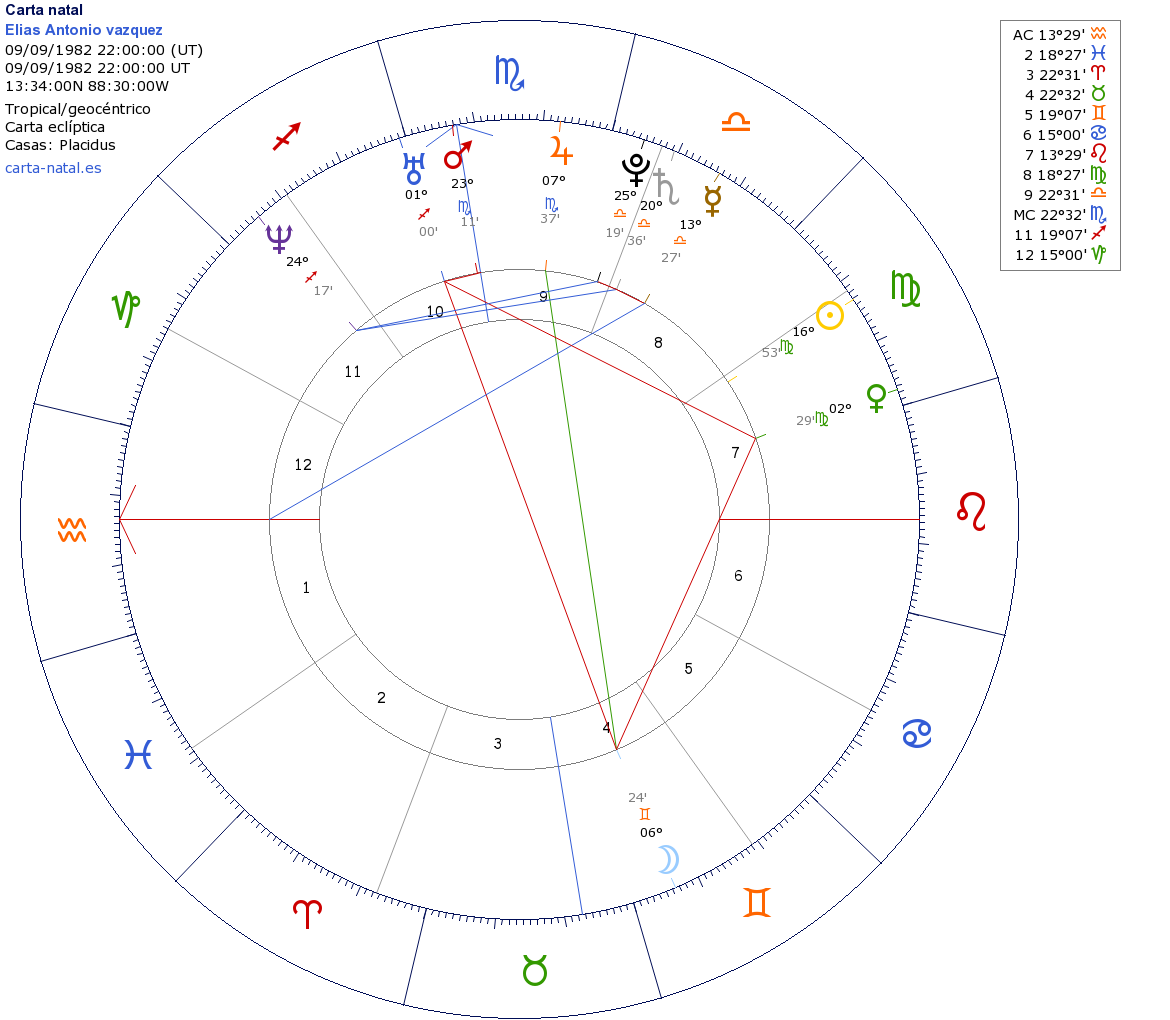 Carta natal
Elias Antonio vazquez
09/09/1982 22:00:00 (UT)
09/09/1982 22:00:00 UT
13:34:00N 88:30:00W
Tropical/geocéntrico
Carta eclíptica
Casas: Placidus
carta-natal.es
AC 13°29' ♒
2 18°27' ♓
3 22°31' ♈
4 22°32' ♉
5 19°07' ♊
6 15°00' ♋
7 13°29' ♌
8 18°27' ♍
9 22°31' ♎
MC 22°32' ♏
11 19°07' ♐
12 15°00' ♑
♏
♎
♐
♍
♑
♌
♒
♋
♓
♊
♈
♉
♅ 01° ♐ 00'
♂ 23° ♏ 11'
♃ 07° ♏ 37'
♇ 25° ♎ 19'
♄ 20° ♎ 36'
☿ 13° ♎ 27'
♆ 24° ♐ 17'
☉ 16° ♍ 53'
♀ 02° ♍ 29'
24' ♊ 06° ☽
10
9
8
11
7
12
1
6
2
5
3
4